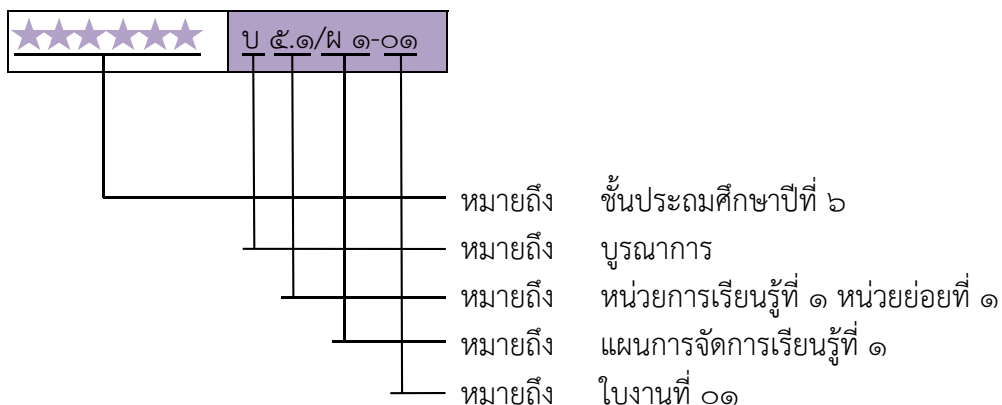 บ ๕.๑/ผ ๑-๐๑
หมายถึง ชั้นประถมศึกษาปีที่ ๖
หมายถึง บูรณาการ
หมายถึง หน่วยการเรียนรู้ที่ ๑ หน่วยย่อยที่ ๑
หมายถึง แผนการจัดการเรียนรู้ที่ ๑
หมายถึง ใบงานที่ ๐๑